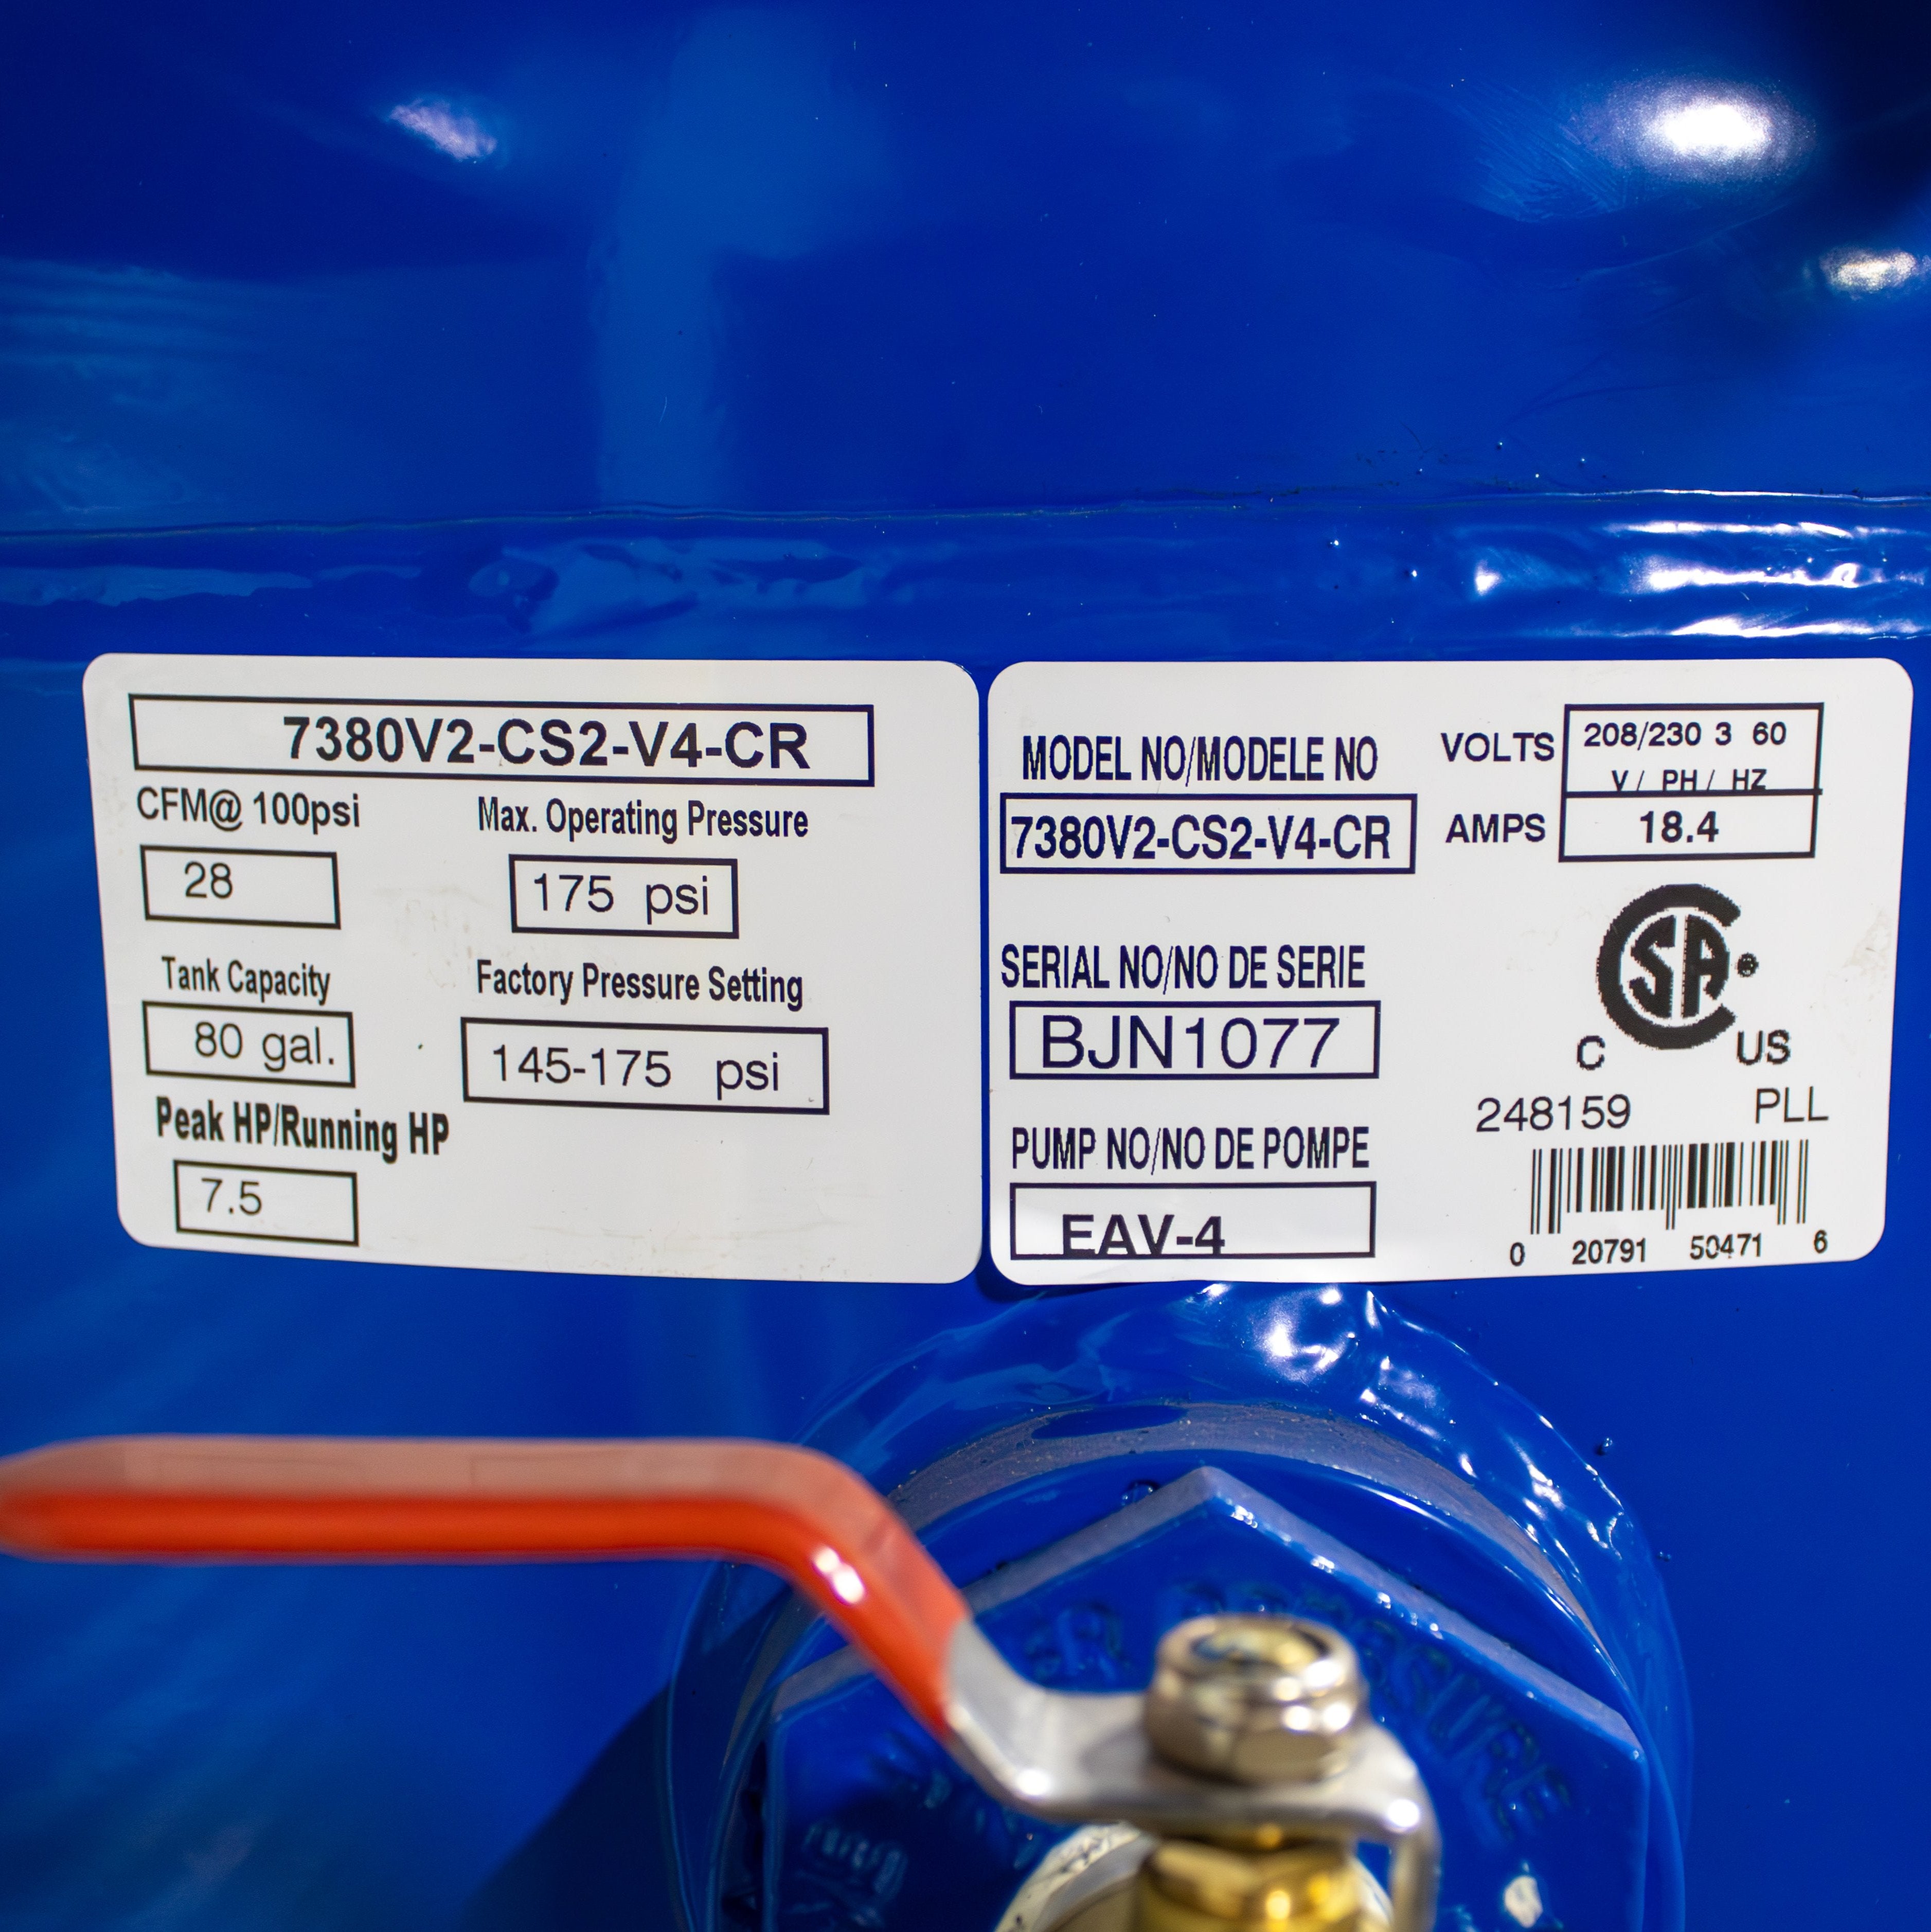 7380V2-CS2-V4-CR
CFM@ 100psi
28
Max. Operating Pressure
175 psi
Tank Capacity
80 gal.
Factory Pressure Setting
145-175 psi
Peak HP/Running HP
7.5
MODEL NO/MODELE NO
7380V2-CS2-V4-CR
SERIAL NO/NO DE SERIE
BJN1077
PUMP NO/NO DE POMPE
EAV-4
VOLTS
208/230 3 60
V / PH / HZ
AMPS
18.4
SA ®
C US
248159 PLL
0 20791 50471 6
PRESSURE